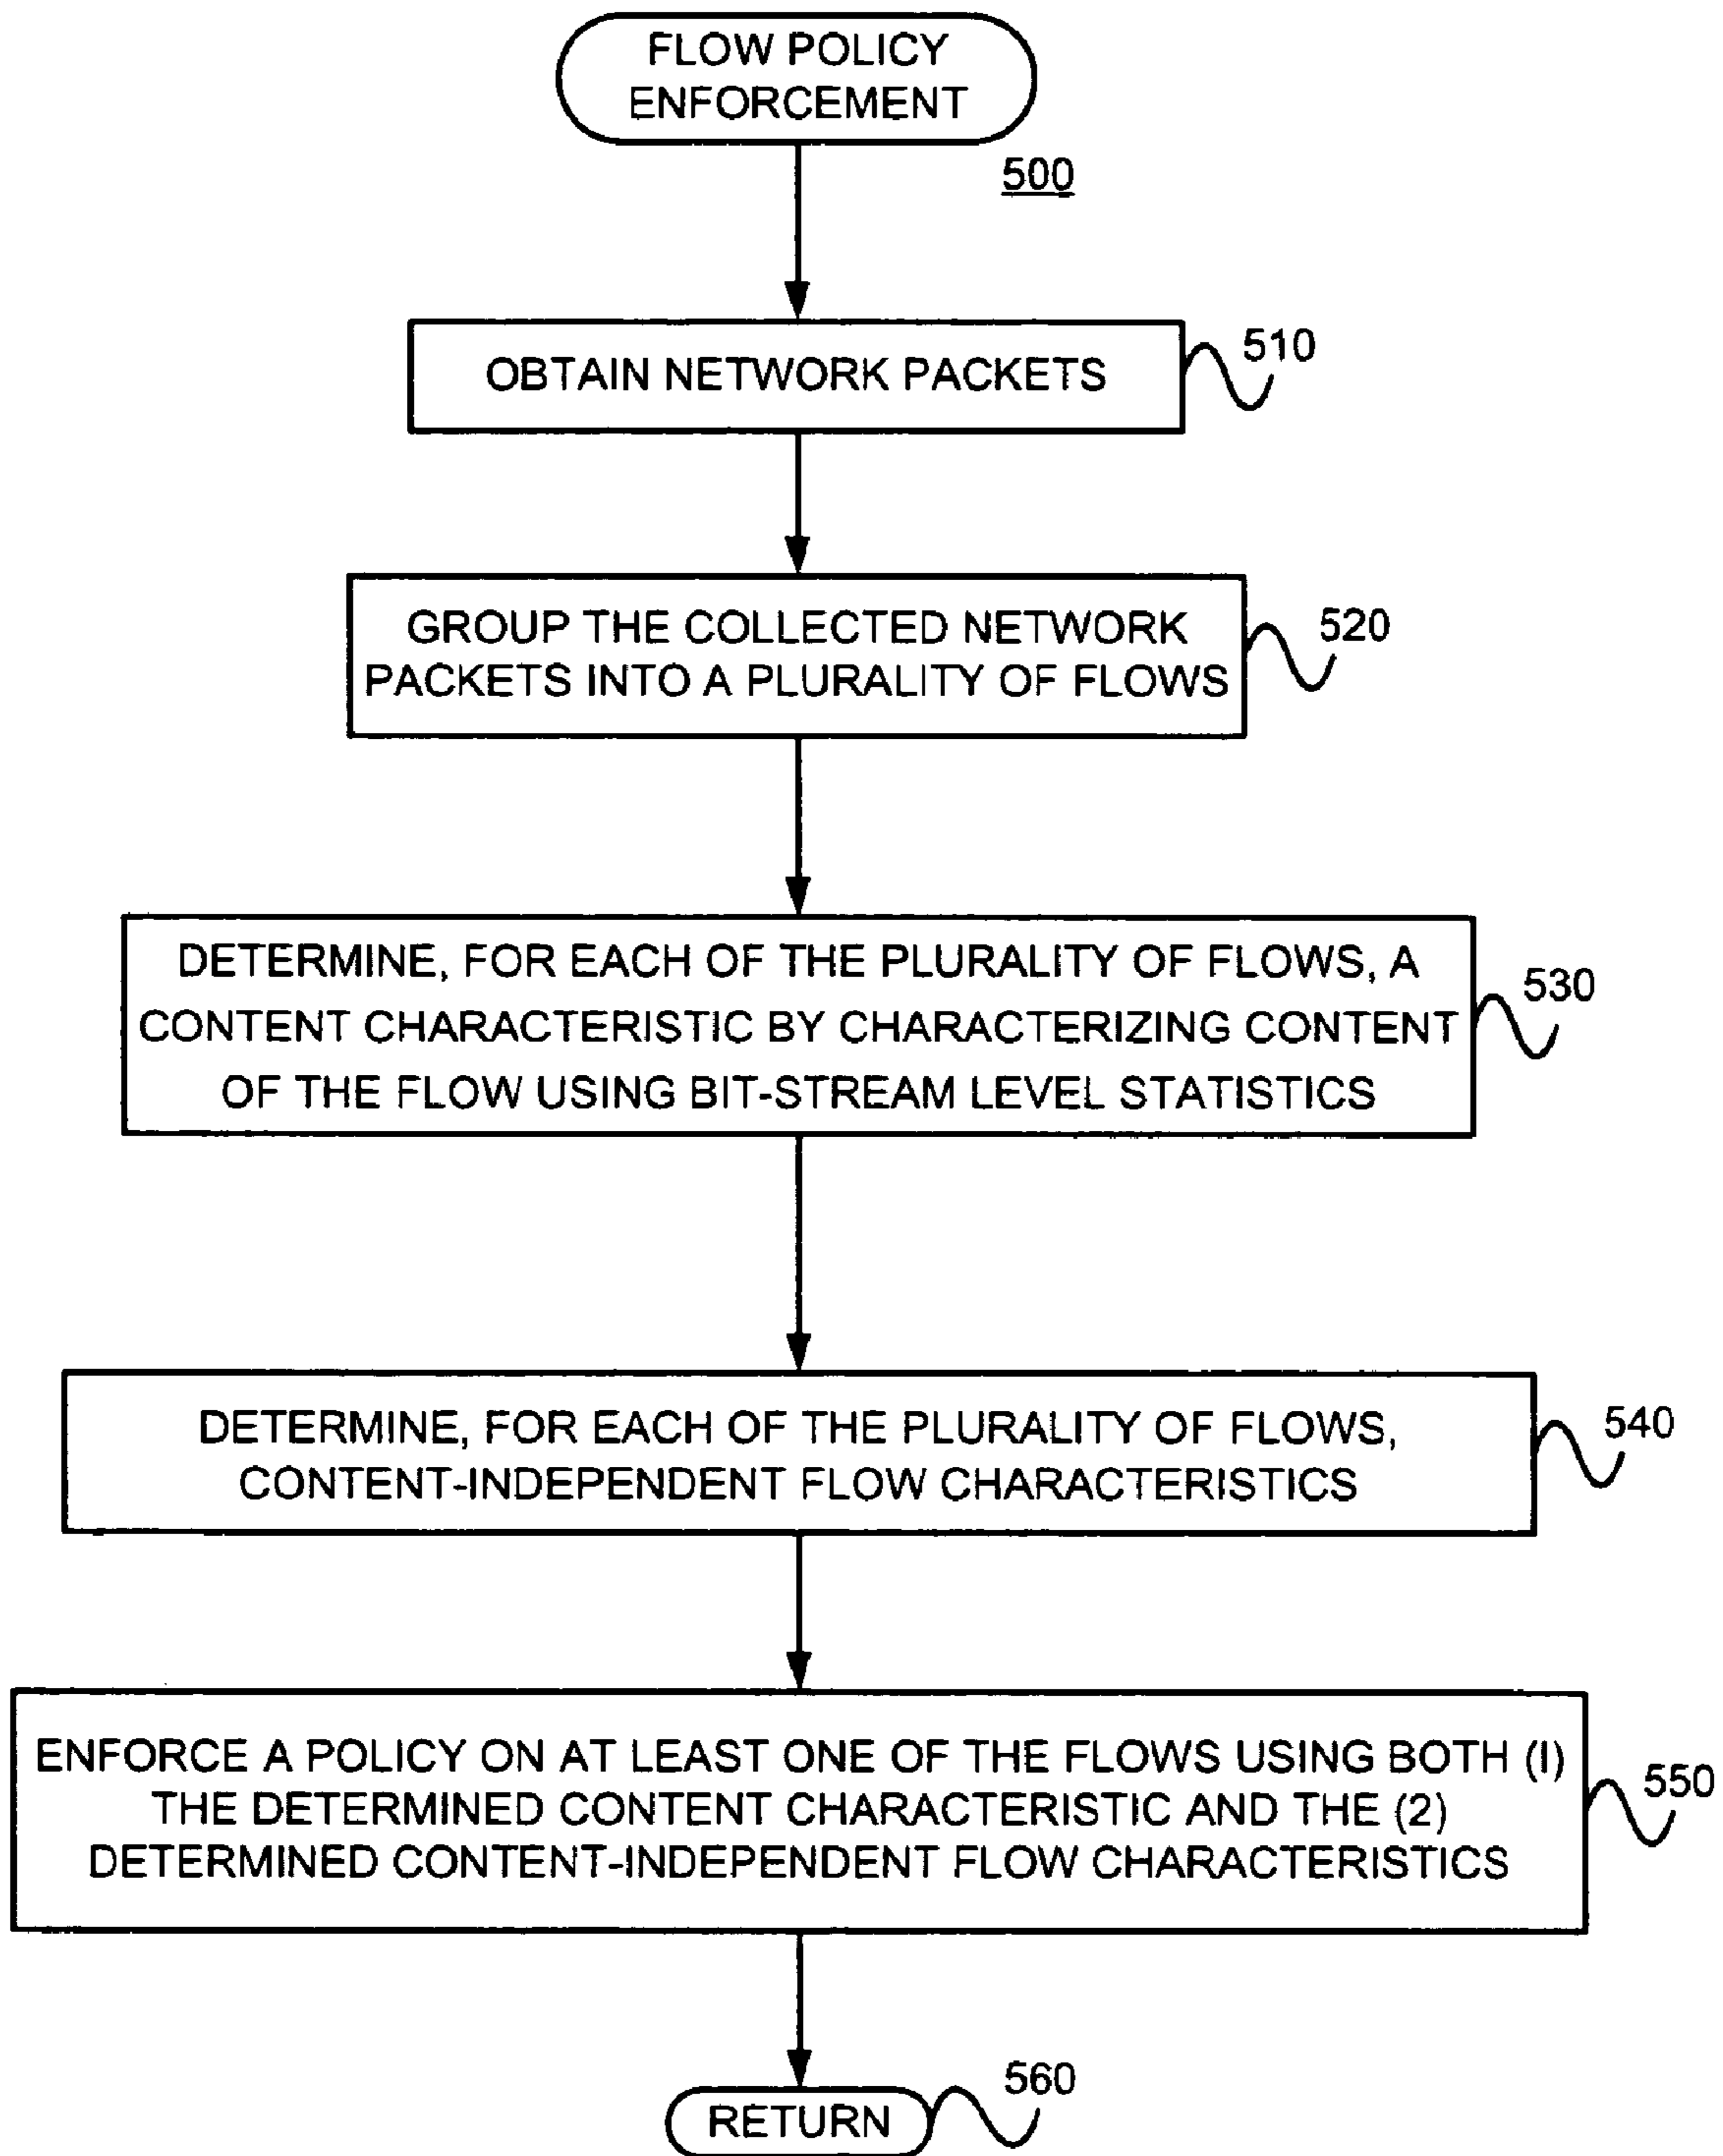 FLOW POLICY
ENFORCEMENT
500
OBTAIN NETWORK PACKETS
510
GROUP THE COLLECTED NETWORK
PACKETS INTO A PLURALITY OF FLOWS
520
DETERMINE, FOR EACH OF THE PLURALITY OF FLOWS, A
CONTENT CHARACTERISTIC BY CHARACTERIZING CONTENT
OF THE FLOW USING BIT-STREAM LEVEL STATISTICS
530
DETERMINE, FOR EACH OF THE PLURALITY OF FLOWS,
CONTENT-INDEPENDENT FLOW CHARACTERISTICS
540
ENFORCE A POLICY ON AT LEAST ONE OF THE FLOWS USING BOTH (I)
THE DETERMINED CONTENT CHARACTERISTIC AND THE (2)
DETERMINED CONTENT-INDEPENDENT FLOW CHARACTERISTICS
550
RETURN
560